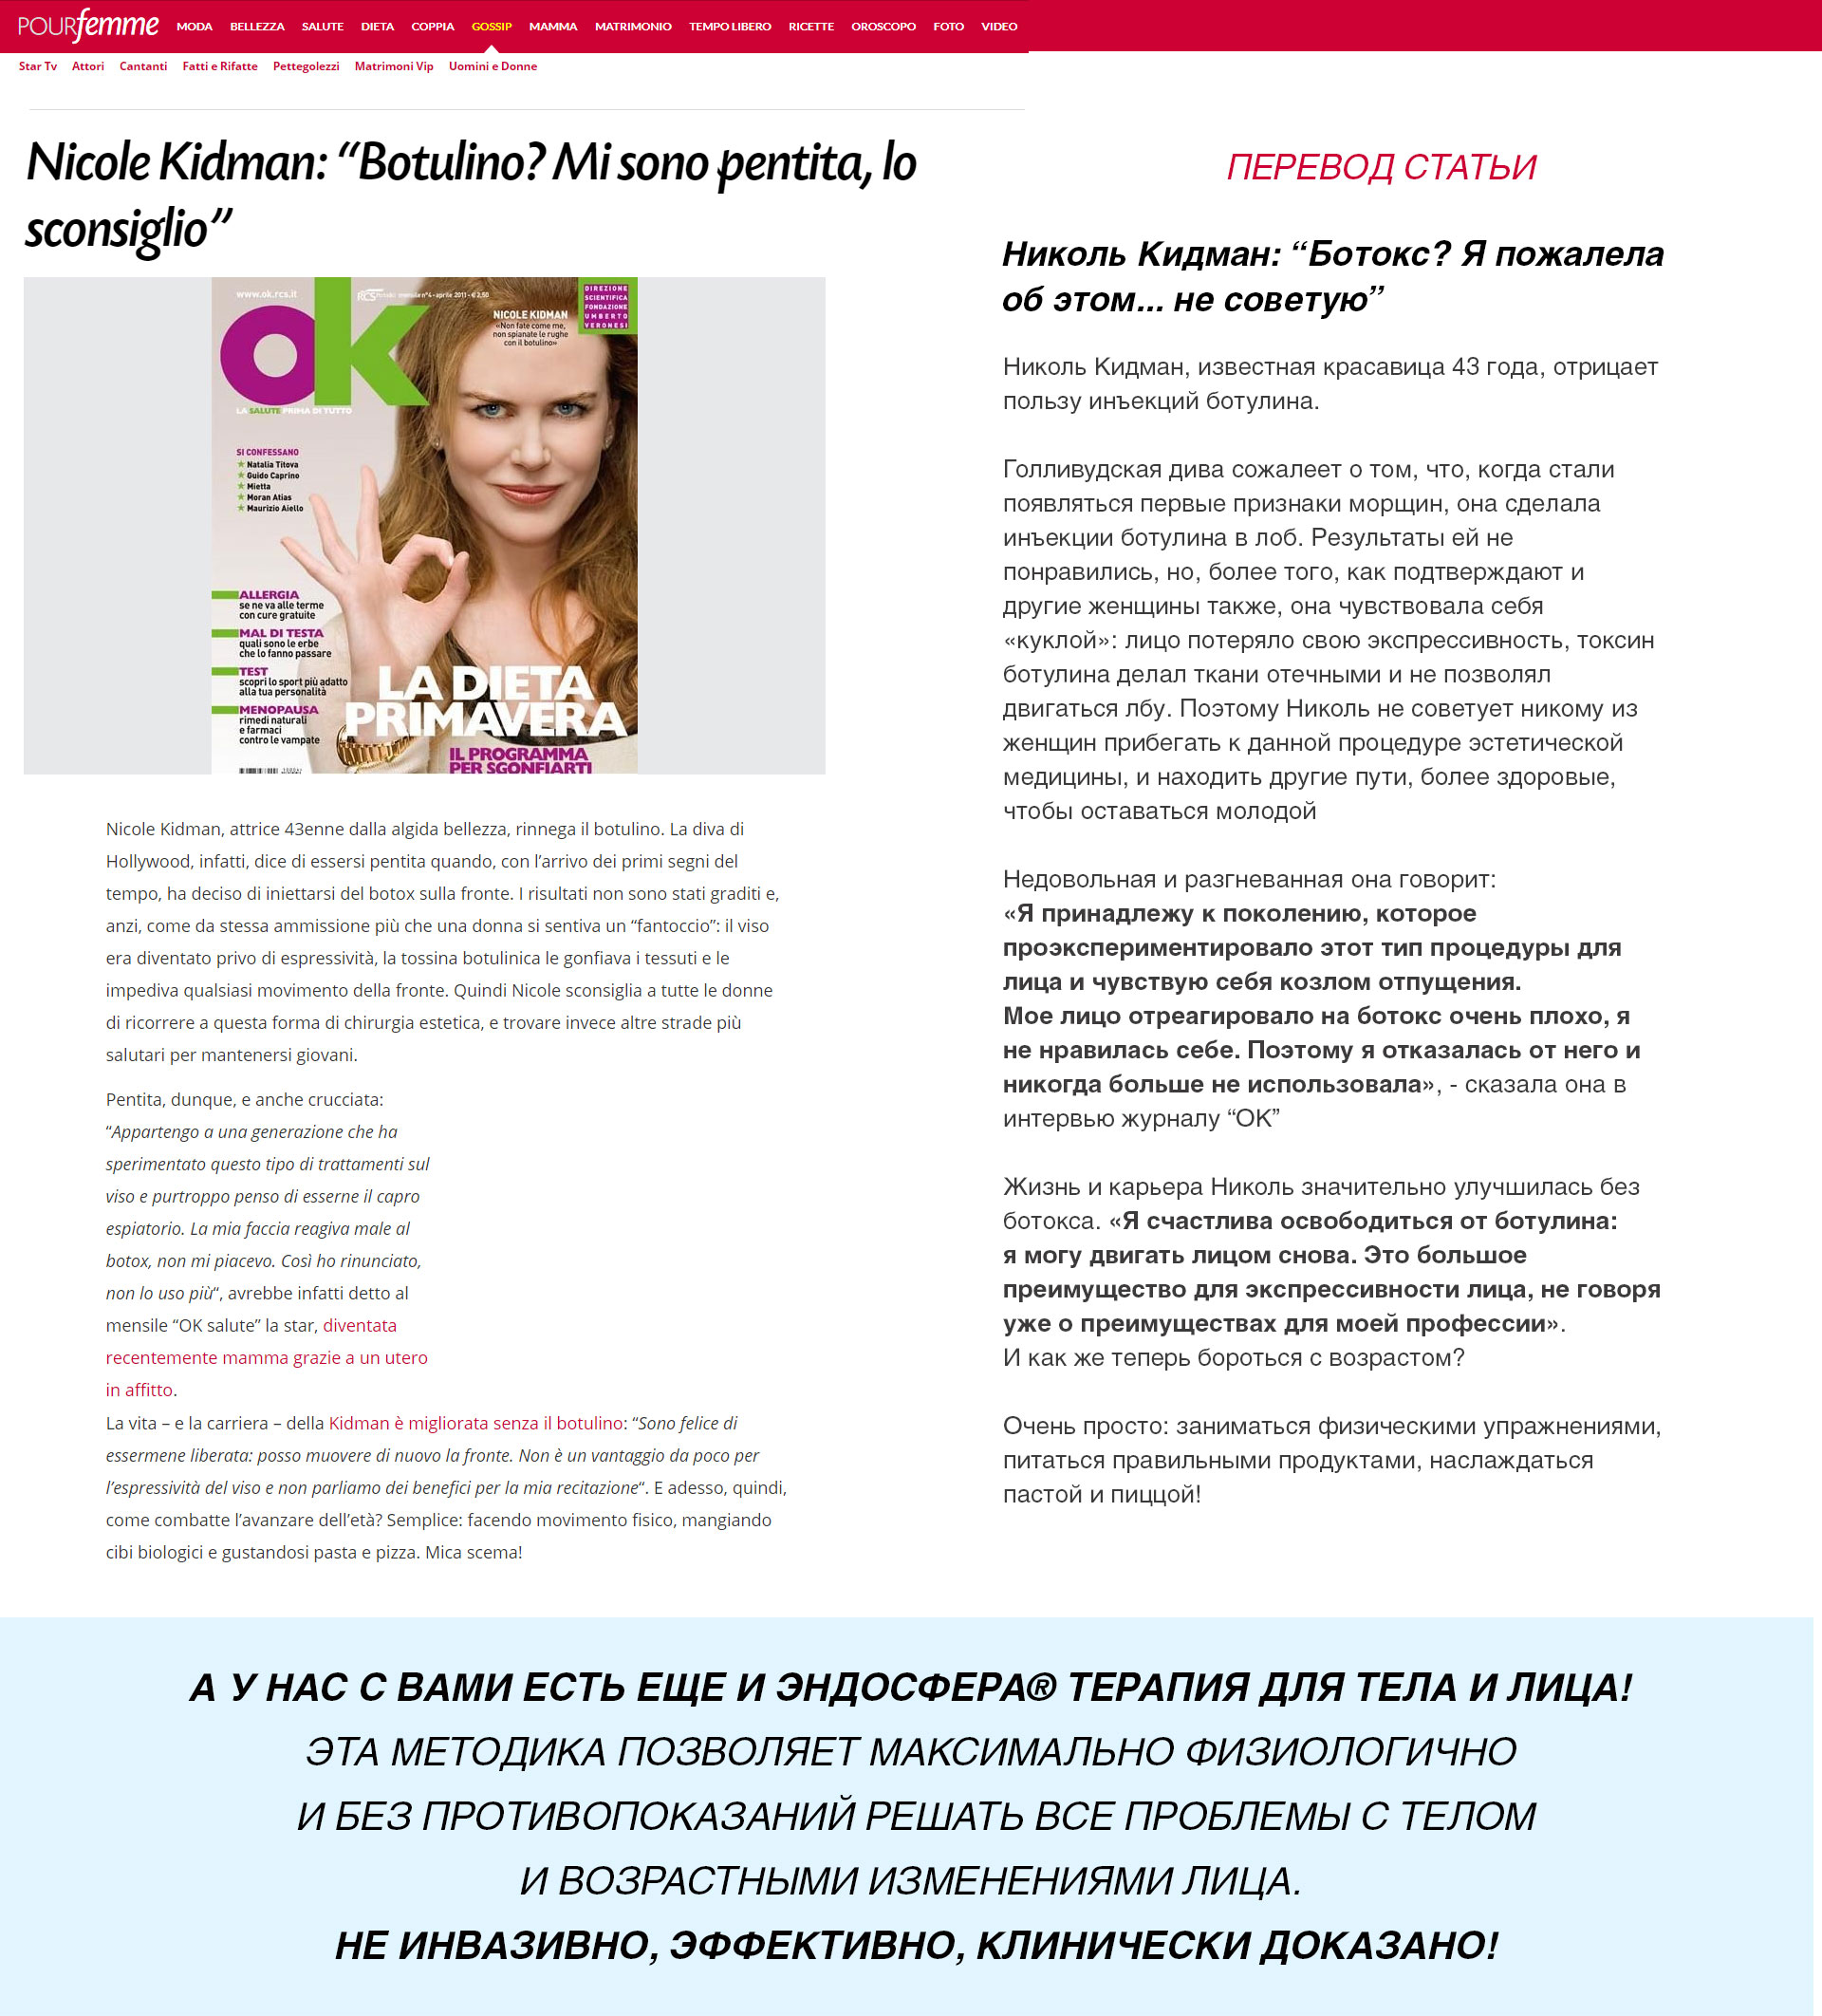 POURfemme
MODA BELLEZZA SALUTE DIETA COPPIA GOSSIP MAMMA MATRIMONIO TEMPO LIBERO RICETTE OROSCOPO FOTO VIDEO
Star Tv Attori Cantanti Fatti e Rifatte Pettegolezzi Matrimoni Vip Uomini e Donne
Nicole Kidman: “Botulino? Mi sono pentita, lo
sconsiglio”
www.ok.rcs.it
RCS Periodici mensile n°4 - aprile 2011 - € 3,50
DIREZIONE
SCIENTIFICA
FONDAZIONE
UMBERTO
VERONESI
NICOLE KIDMAN
«Non fate come me,
non spianate le rughe
con il botulino»
ok
LA SALUTE PRIMA DI TUTTO
SI CONFESSANO
★ Natalia Titova
★ Guido Caprino
★ Mietta
★ Moran Atias
★ Maurizio Aiello
ALLERGIA
se ne va alle terme
con cure gratuite
MAL DI TESTA
quali sono le erbe
che lo fanno passare
TEST
scopri lo sport più adatto
alla tua personalità
MENOPAUSA
rimedi naturali
e farmaci
contro le vampate
LA DIETA
PRIMAVERA
IL PROGRAMMA
PER SGONFIARTI
Nicole Kidman, attrice 43enne dalla algida bellezza, rinnega il botulino. La diva di
Hollywood, infatti, dice di essersi pentita quando, con l’arrivo dei primi segni del
tempo, ha deciso di iniettarsi del botox sulla fronte. I risultati non sono stati graditi e,
anzi, come da stessa ammissione più che una donna si sentiva un “fantoccio”: il viso
era diventato privo di espressività, la tossina botulinica le gonfiava i tessuti e le
impediva qualsiasi movimento della fronte. Quindi Nicole sconsiglia a tutte le donne
di ricorrere a questa forma di chirurgia estetica, e trovare invece altre strade più
salutari per mantenersi giovani.
Pentita, dunque, e anche crucciata:
“Appartengo a una generazione che ha
sperimentato questo tipo di trattamenti sul
viso e purtroppo penso di esserne il capro
espiatorio. La mia faccia reagiva male al
botox, non mi piacevo. Così ho rinunciato,
non lo uso più“, avrebbe infatti detto al
mensile “OK salute” la star, diventata
recentemente mamma grazie a un utero
in affitto.
La vita – e la carriera – della Kidman è migliorata senza il botulino: “Sono felice di
essermene liberata: posso muovere di nuovo la fronte. Non è un vantaggio da poco per
l’espressività del viso e non parliamo dei benefici per la mia recitazione“. E adesso, quindi,
come combatte l’avanzare dell’età? Semplice: facendo movimento fisico, mangiando
cibi biologici e gustandosi pasta e pizza. Mica scema!
ПЕРЕВОД СТАТЬИ
Николь Кидман: “Ботокс? Я пожалела
об этом... не советую”
Николь Кидман, известная красавица 43 года, отрицает
пользу инъекций ботулина.
Голливудская дива сожалеет о том, что, когда стали
появляться первые признаки морщин, она сделала
инъекции ботулина в лоб. Результаты ей не
понравились, но, более того, как подтверждают и
другие женщины также, она чувствовала себя
«куклой»: лицо потеряло свою экспрессивность, токсин
ботулина делал ткани отечными и не позволял
двигаться лбу. Поэтому Николь не советует никому из
женщин прибегать к данной процедуре эстетической
медицины, и находить другие пути, более здоровые,
чтобы оставаться молодой
Недовольная и разгневанная она говорит:
«Я принадлежу к поколению, которое
проэкспериментировало этот тип процедуры для
лица и чувствую себя козлом отпущения.
Мое лицо отреагировало на ботокс очень плохо, я
не нравилась себе. Поэтому я отказалась от него и
никогда больше не использовала», - сказала она в
интервью журналу “ОК”
Жизнь и карьера Николь значительно улучшилась без
ботокса. «Я счастлива освободиться от ботулина:
я могу двигать лицом снова. Это большое
преимущество для экспрессивности лица, не говоря
уже о преимуществах для моей профессии».
И как же теперь бороться с возрастом?
Очень просто: заниматься физическими упражнениями,
питаться правильными продуктами, наслаждаться
пастой и пиццой!
А У НАС С ВАМИ ЕСТЬ ЕЩЕ И ЭНДОСФЕРА® ТЕРАПИЯ ДЛЯ ТЕЛА И ЛИЦА!
ЭТА МЕТОДИКА ПОЗВОЛЯЕТ МАКСИМАЛЬНО ФИЗИОЛОГИЧНО
И БЕЗ ПРОТИВОПОКАЗАНИЙ РЕШАТЬ ВСЕ ПРОБЛЕМЫ С ТЕЛОМ
И ВОЗРАСТНЫМИ ИЗМЕНЕНИЯМИ ЛИЦА.
НЕ ИНВАЗИВНО, ЭФФЕКТИВНО, КЛИНИЧЕСКИ ДОКАЗАНО!